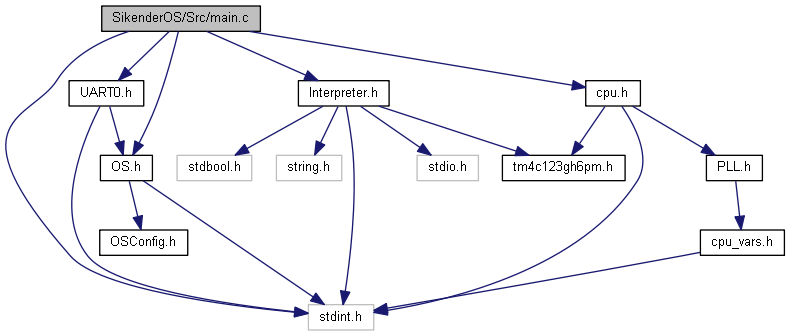 SikenderOS/Src/main.c
UART0.h
Interpreter.h
cpu.h
OS.h
stdbool.h
string.h
stdio.h
tm4c123gh6pm.h
PLL.h
OSConfig.h
cpu_vars.h
stdint.h